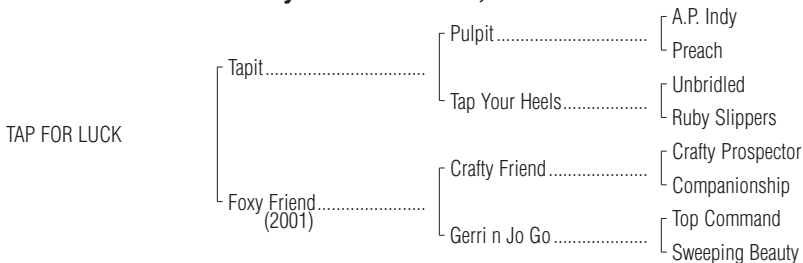 A.P. Indy
Pulpit
Preach
Tapit
Unbridled
Tap Your Heels
Ruby Slippers
TAP FOR LUCK
Crafty Prospector
Crafty Friend
Companionship
Foxy Friend
(2001)
Top Command
Gerri n Jo Go
Sweeping Beauty